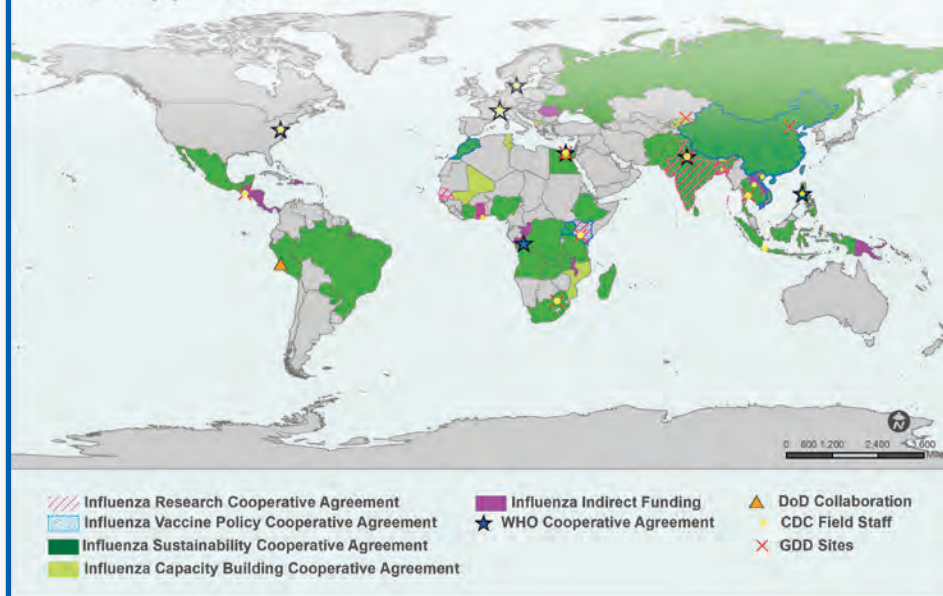 N
0 600 1,200 2,400 3,600
Miles
Influenza Research Cooperative Agreement
Influenza Vaccine Policy Cooperative Agreement
Influenza Sustainability Cooperative Agreement
Influenza Capacity Building Cooperative Agreement
Influenza Indirect Funding
WHO Cooperative Agreement
DoD Collaboration
CDC Field Staff
GDD Sites